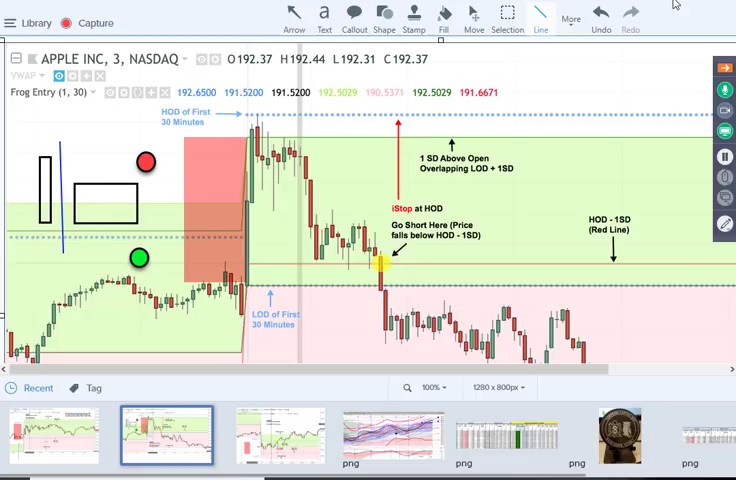 Library
Capture
Arrow
Text
Callout
Shape
Stamp
Fill
Move
Selection
Line
More
Undo
Redo
APPLE INC, 3, NASDAQ
O 192.37 H 192.44 L 192.31 C 192.37
VWAP
Frog Entry (1, 30)
192.6500 191.5200 191.5200 192.5029 190.5371 192.5029 191.6671
HOD of First
30 Minutes
1 SD Above Open
Overlapping LOD + 1SD
iStop at HOD
Go Short Here (Price
falls below HOD - 1SD)
HOD - 1SD
(Red Line)
LOD of First
30 Minutes
Recent
Tag
100%
1280 x 800px
png
png
png
png